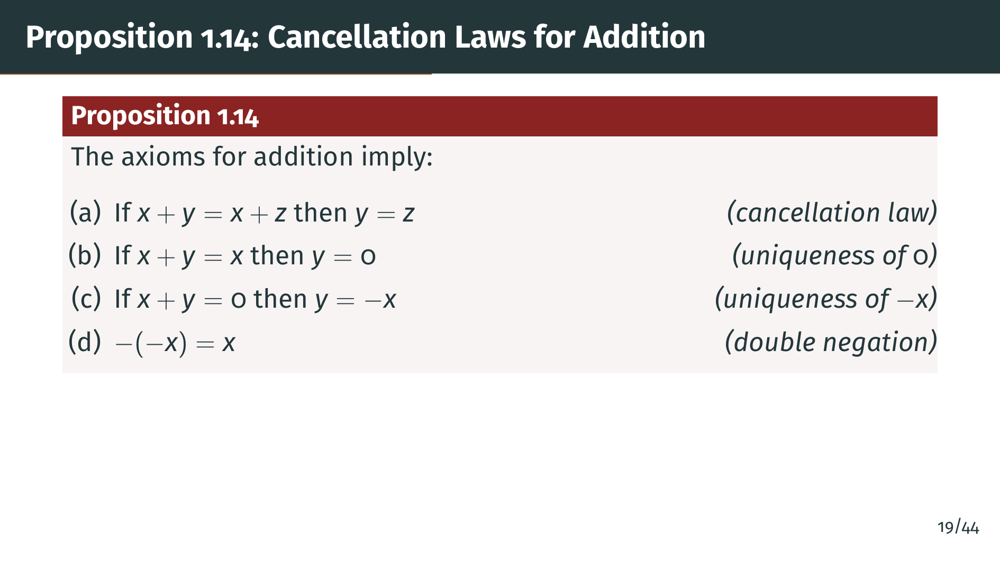 Proposition 1.14: Cancellation Laws for Addition
Proposition 1.14
The axioms for addition imply:
(a) If x + y = x + z then y = z (cancellation law)
(b) If x + y = x then y = 0 (uniqueness of 0)
(c) If x + y = 0 then y = −x (uniqueness of −x)
(d) −(−x) = x (double negation)
19/44